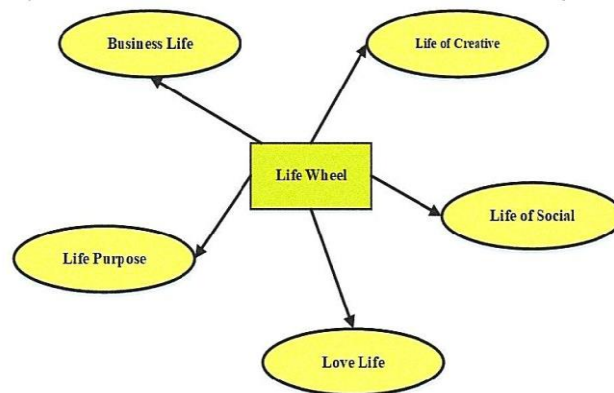 Business Life
Life of Creative
Life Wheel
Life of Social
Life Purpose
Love Life